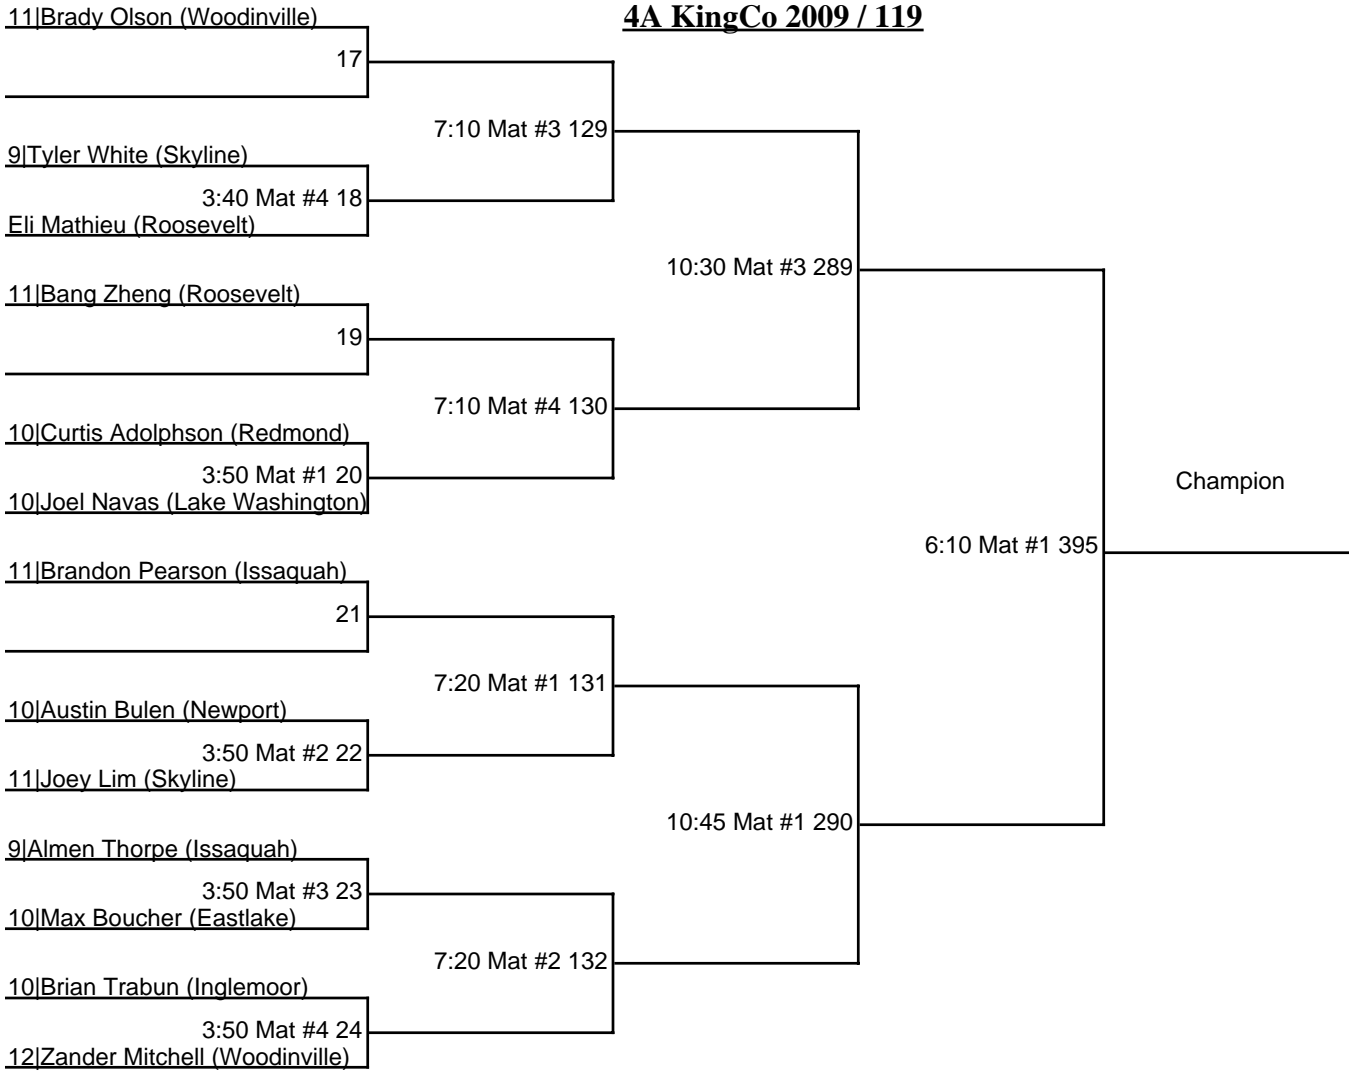 4A KingCo 2009 / 119
11|Brady Olson (Woodinville)
17
7:10 Mat #3 129
9|Tyler White (Skyline)
3:40 Mat #4 18
Eli Mathieu (Roosevelt)
10:30 Mat #3 289
11|Bang Zheng (Roosevelt)
19
7:10 Mat #4 130
10|Curtis Adolphson (Redmond)
3:50 Mat #1 20
10|Joel Navas (Lake Washington)
Champion
6:10 Mat #1 395
11|Brandon Pearson (Issaquah)
21
7:20 Mat #1 131
10|Austin Bulen (Newport)
3:50 Mat #2 22
11|Joey Lim (Skyline)
10:45 Mat #1 290
9|Almen Thorpe (Issaquah)
3:50 Mat #3 23
10|Max Boucher (Eastlake)
7:20 Mat #2 132
10|Brian Trabun (Inglemoor)
3:50 Mat #4 24
12|Zander Mitchell (Woodinville)